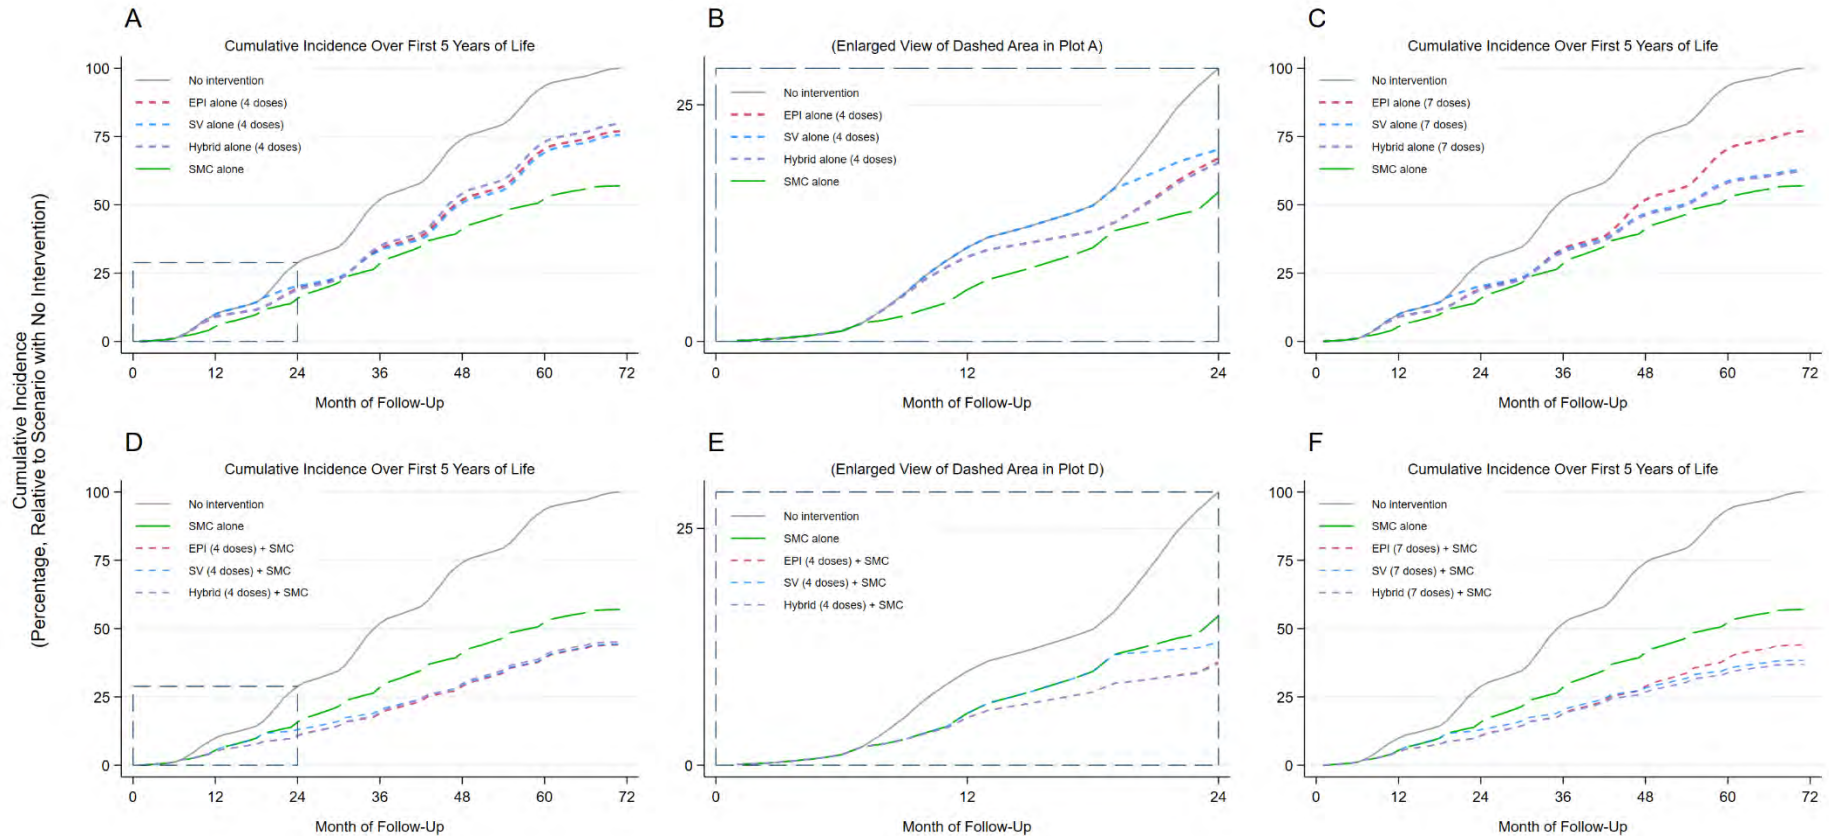 Cumulative Incidence
(Percentage, Relative to Scenario with No Intervention)
A
Cumulative Incidence Over First 5 Years of Life
100
75
50
25
0
No intervention
EPI alone (4 doses)
SV alone (4 doses)
Hybrid alone (4 doses)
SMC alone
0 12 24 36 48 60 72
Month of Follow-Up
B
(Enlarged View of Dashed Area in Plot A)
25
0
No intervention
EPI alone (4 doses)
SV alone (4 doses)
Hybrid alone (4 doses)
SMC alone
0 12 24
Month of Follow-Up
C
Cumulative Incidence Over First 5 Years of Life
100
75
50
25
0
No intervention
EPI alone (7 doses)
SV alone (7 doses)
Hybrid alone (7 doses)
SMC alone
0 12 24 36 48 60 72
Month of Follow-Up
D
Cumulative Incidence Over First 5 Years of Life
100
75
50
25
0
No intervention
SMC alone
EPI (4 doses) + SMC
SV (4 doses) + SMC
Hybrid (4 doses) + SMC
0 12 24 36 48 60 72
Month of Follow-Up
E
(Enlarged View of Dashed Area in Plot D)
25
0
No intervention
SMC alone
EPI (4 doses) + SMC
SV (4 doses) + SMC
Hybrid (4 doses) + SMC
0 12 24
Month of Follow-Up
F
Cumulative Incidence Over First 5 Years of Life
100
75
50
25
0
No intervention
SMC alone
EPI (7 doses) + SMC
SV (7 doses) + SMC
Hybrid (7 doses) + SMC
0 12 24 36 48 60 72
Month of Follow-Up